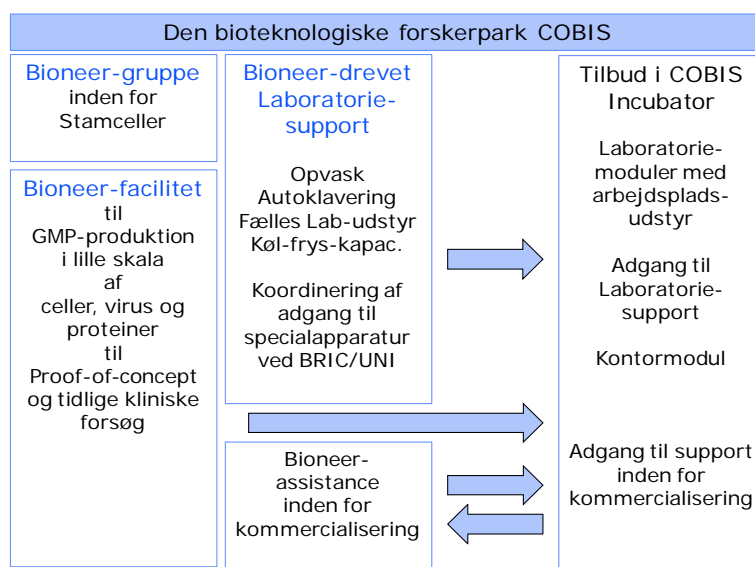 Den bioteknologiske forskerpark COBIS
Bioneer-gruppe
inden for
Stamceller
Bioneer-facilitet
til
GMP-produktion
i lille skala
af
celler, virus og
proteiner
til
Proof-of-concept
og tidlige kliniske
forsøg
Bioneer-drevet
Laboratorie-
support
Opvask
Autoklavering
Fælles Lab-udstyr
Køl-frys-kapac.
Koordinering af
adgang til
specialapparatur
ved BRIC/UNI
Bioneer-
assistance
inden for
kommercialisering
Tilbud i COBIS
Incubator
Laboratorie-
moduler med
arbejdsplads-
udstyr
Adgang til
Laboratorie-
support
Kontormodul
Adgang til support
inden for
kommercialisering